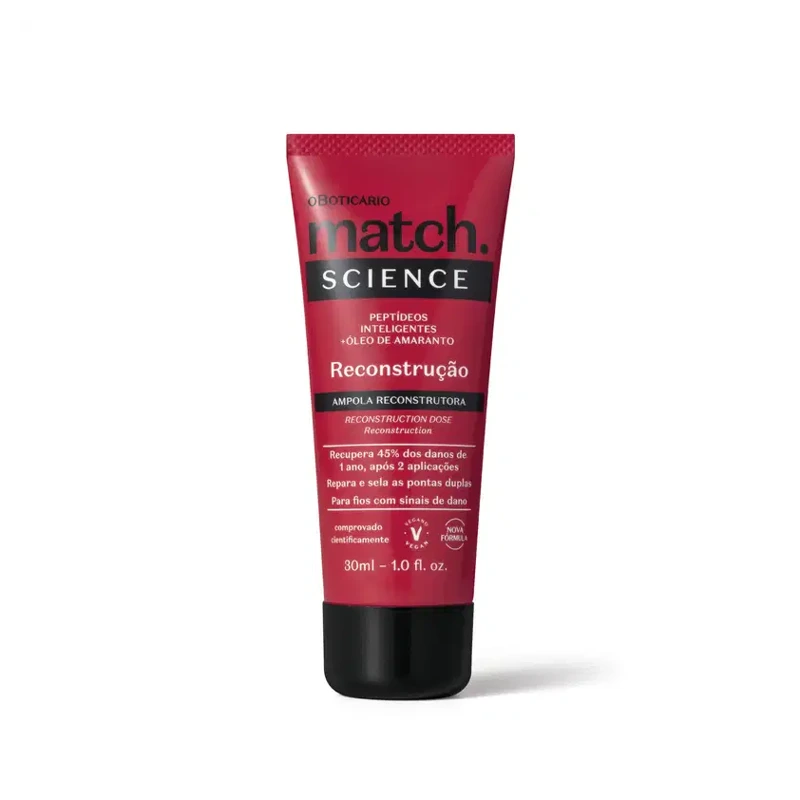 oBOTICÁRIO
match.
SCIENCE
PEPTÍDEOS
INTELIGENTES
+ÓLEO DE AMARANTO
Reconstrução
AMPOLA RECONSTRUTORA
RECONSTRUCTION DOSE
Reconstruction
Recupera 45% dos danos de
1 ano, após 2 aplicações
Repara e sela as pontas duplas
Para fios com sinais de dano
comprovado
cientificamente
VEGANO
V
VEGAN
NOVA
FÓRMULA
30ml – 1.0 fl. oz.